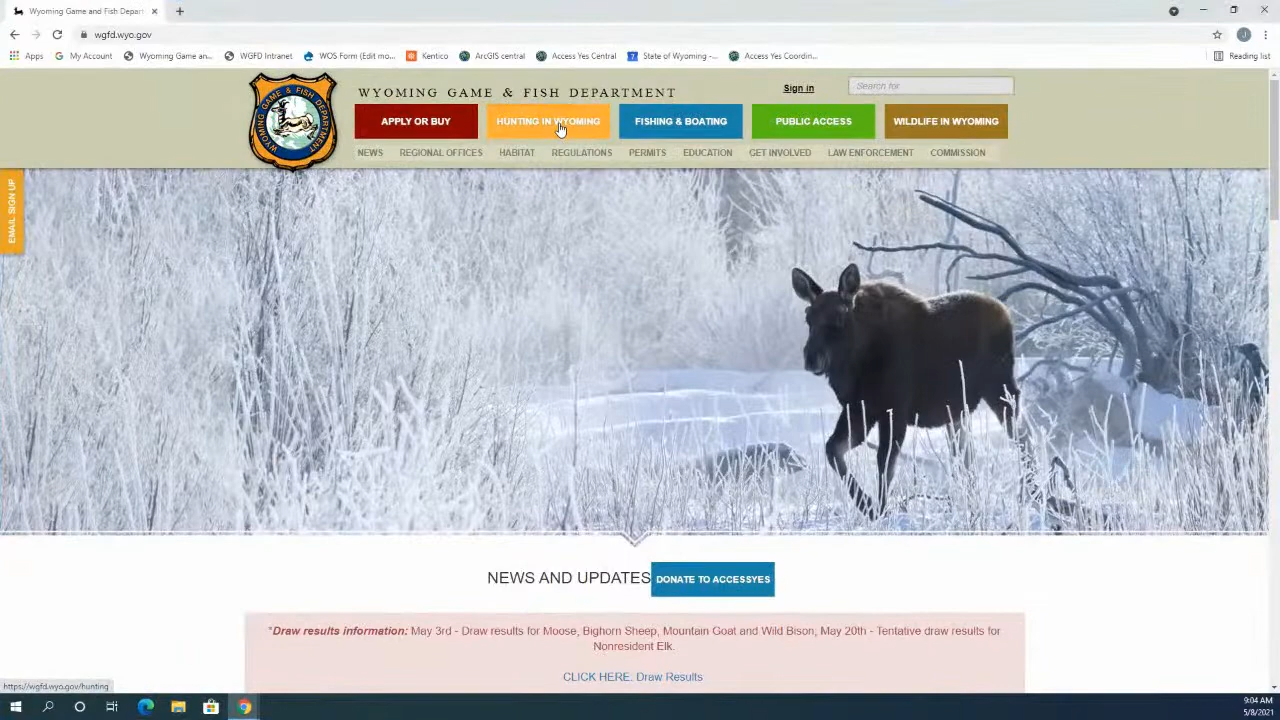 Wyoming Game and Fish Depart
wgfd.wyo.gov
J
Apps
My Account
Wyoming Game an...
WGFD Intranet
WOS Form (Edit mo...
Kentico
ArcGIS central
Access Yes Central
7
State of Wyoming -...
Access Yes Coordin...
Reading list
WYOMING GAME & FISH DEPARTMENT
Sign in
Search for
WYOMING GAME & FISH DEPARTMENT
APPLY OR BUY
HUNTING IN WYOMING
FISHING & BOATING
PUBLIC ACCESS
WILDLIFE IN WYOMING
NEWS
REGIONAL OFFICES
HABITAT
REGULATIONS
PERMITS
EDUCATION
GET INVOLVED
LAW ENFORCEMENT
COMMISSION
EMAIL SIGN UP
NEWS AND UPDATES
DONATE TO ACCESSYES
*Draw results information: May 3rd - Draw results for Moose, Bighorn Sheep, Mountain Goat and Wild Bison; May 20th - Tentative draw results for
Nonresident Elk.
CLICK HERE: Draw Results
https://wgfd.wyo.gov/hunting
9:04 AM
5/8/2021